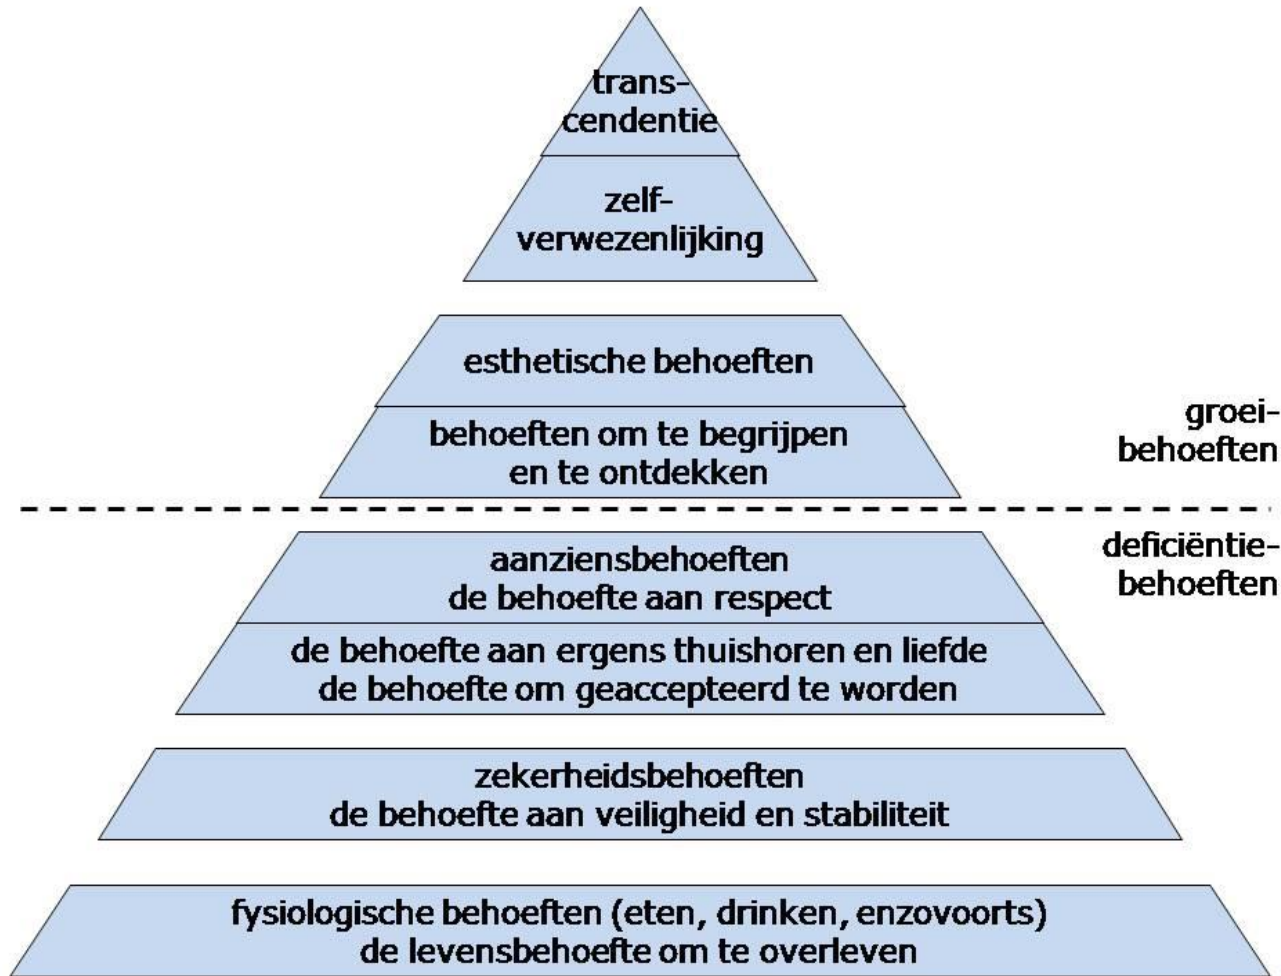 trans-
cendentie
zelf-
verwezenlijking
esthetische behoeften
behoeften om te begrijpen
en te ontdekken
groei-
behoeften
deficiëntie-
behoeften
aanziensbehoeften
de behoefte aan respect
de behoefte aan ergens thuishoren en liefde
de behoefte om geaccepteerd te worden
zekerheidsbehoeften
de behoefte aan veiligheid en stabiliteit
fysiologische behoeften (eten, drinken, enzovoorts)
de levensbehoefte om te overleven